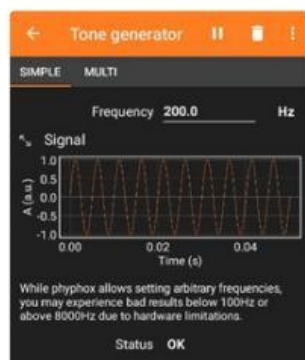 Tone generator
SIMPLE MULTI
Frequency 200.0 Hz
Signal
A (a.u.)
1.0
0.5
0.0
-0.5
-1.0
0.00 0.02 0.04
Time (s)
While phyphox allows setting arbitrary frequencies,
you may experience bad results below 100Hz or
above 8000Hz due to hardware limitations.
Status OK